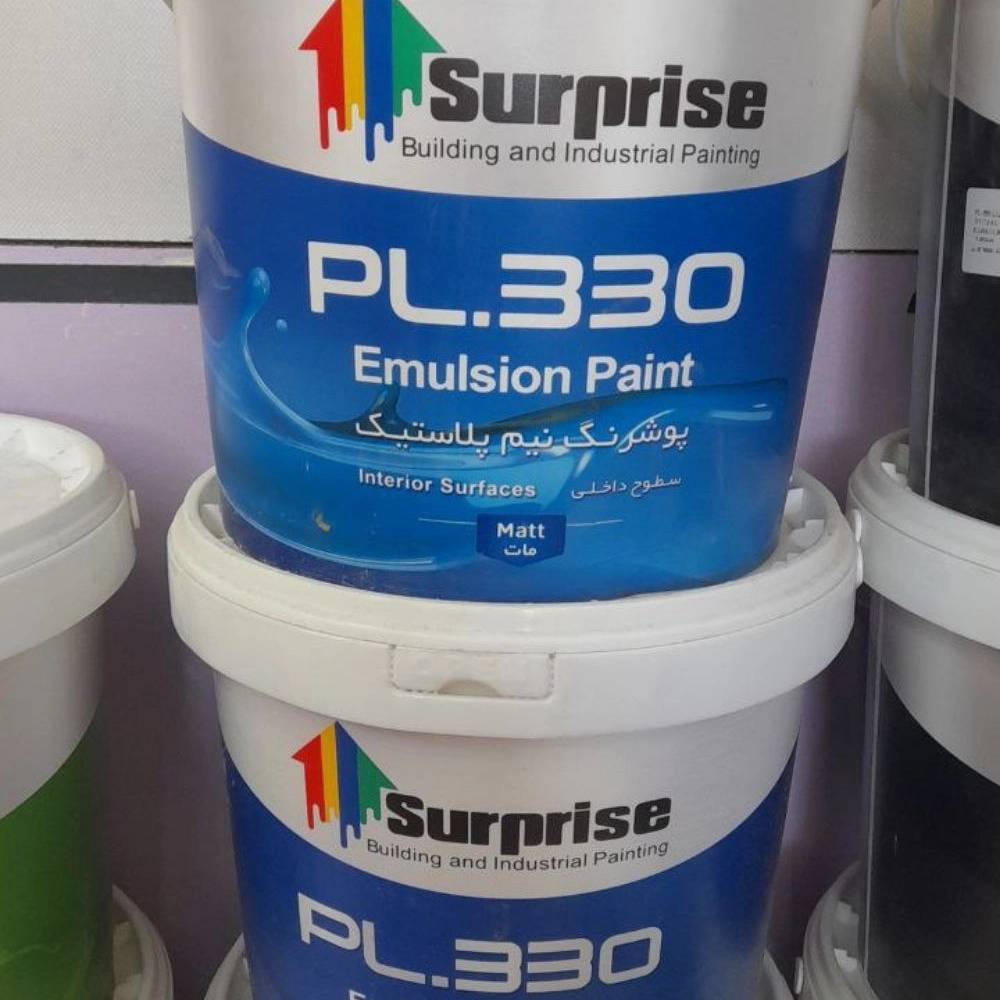 Surprise
Building and Industrial Painting
PL.330
Emulsion Paint
پوشرنگ نیم پلاستیک
Interior Surfaces سطوح داخلی
Matt
مات
Surprise
Building and Industrial Painting
PL.330